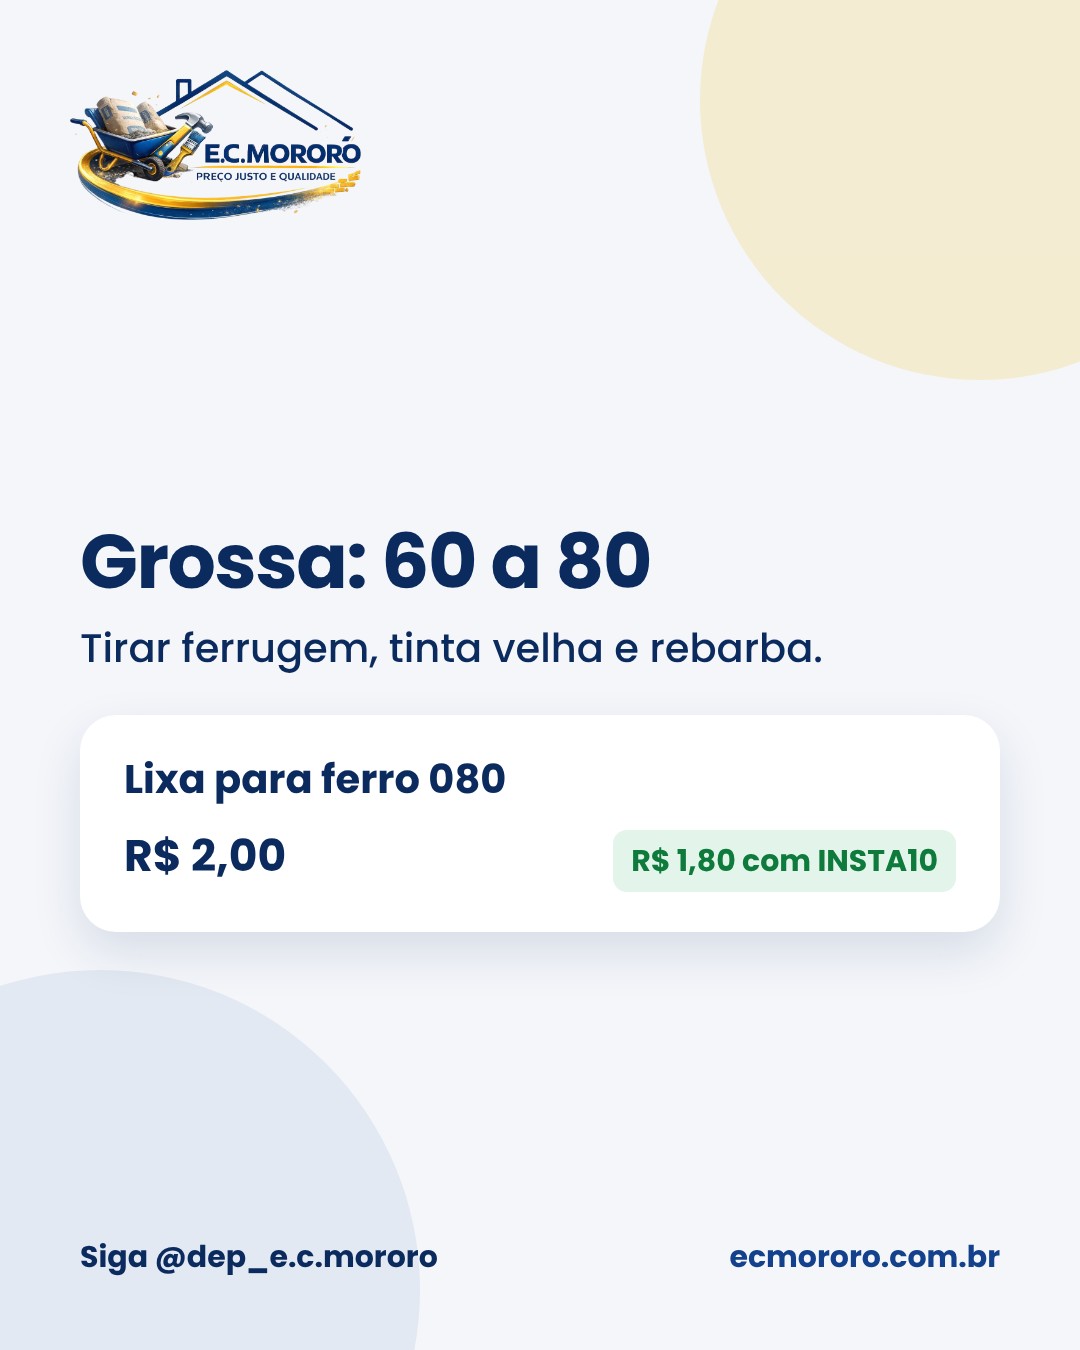 E.C.MORORÓ
PREÇO JUSTO E QUALIDADE
Grossa: 60 a 80
Tirar ferrugem, tinta velha e rebarba.
Lixa para ferro 080
R$ 2,00
R$ 1,80 com INSTA10
Siga @dep_e.c.mororo
ecmororo.com.br